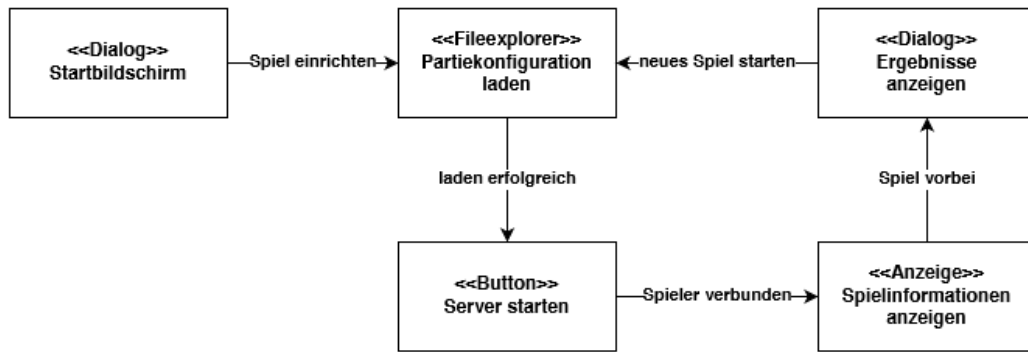 <<Dialog>>
Startbildschirm
Spiel einrichten
<<Fileexplorer>>
Partiekonfiguration
laden
neues Spiel starten
<<Dialog>>
Ergebnisse
anzeigen
laden erfolgreich
Spiel vorbei
<<Button>>
Server starten
Spieler verbunden
<<Anzeige>>
Spielinformationen
anzeigen